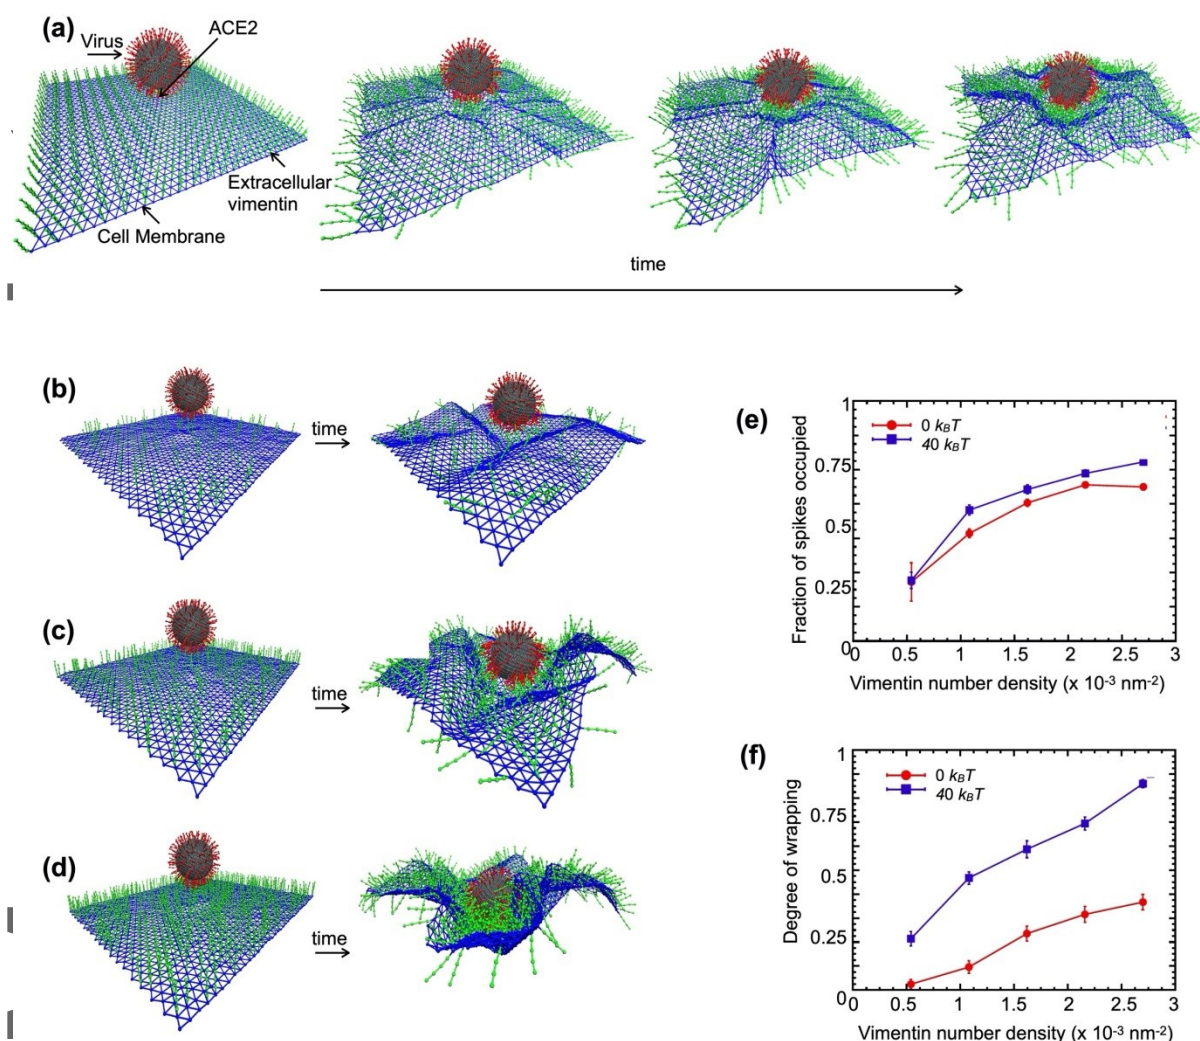 (a)
Virus
ACE2
Extracellular
vimentin
Cell Membrane
time
(b)
time
(c)
time
(d)
time
(e)
1
0.75
0.5
0.25
0
Fraction of spikes occupied
0 kBT
40 kBT
0 0.5 1 1.5 2 2.5 3
Vimentin number density (x 10-3 nm-2)
(f)
1
0.75
0.5
0.25
0
Degree of wrapping
0 kBT
40 kBT
0 0.5 1 1.5 2 2.5 3
Vimentin number density (x 10-3 nm-2)